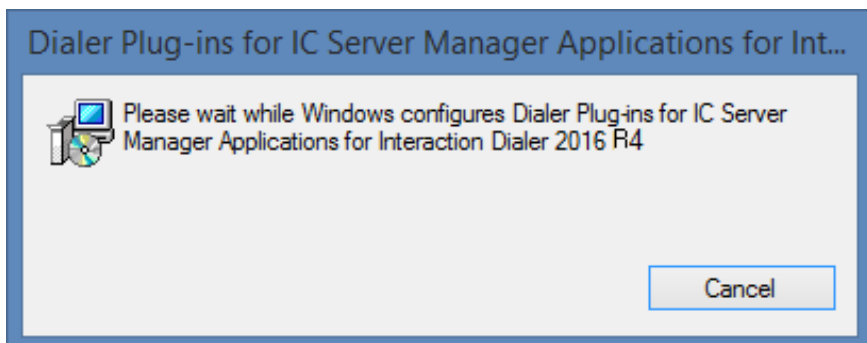 Dialer Plug-ins for IC Server Manager Applications for Int...
Please wait while Windows configures Dialer Plug-ins for IC Server
Manager Applications for Interaction Dialer 2016 R4
Cancel